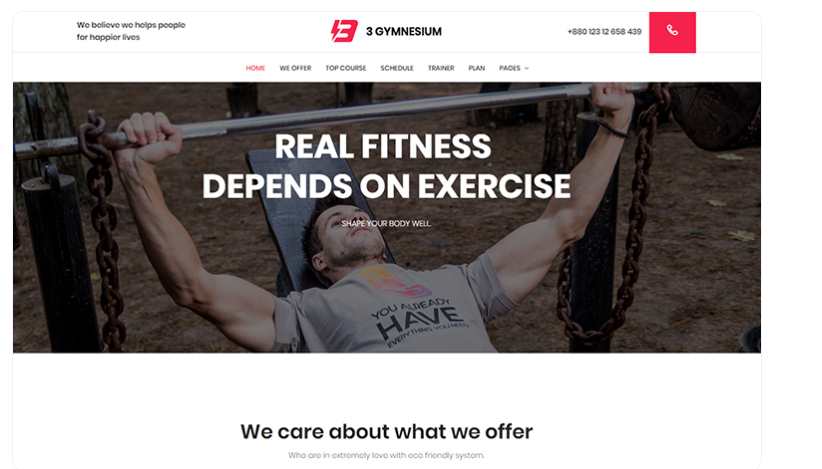 We believe we helps people
for happier lives
3 GYMNESIUM
+880 123 12 658 439
HOME WE OFFER TOP COURSE SCHEDULE TRAINER PLAN PAGES
REAL FITNESS
DEPENDS ON EXERCISE
SHAPE YOUR BODY WELL.
YOU ALREADY
HAVE
EVERYTHING YOU NEED
We care about what we offer
Who are in extremely love with eco friendly system.